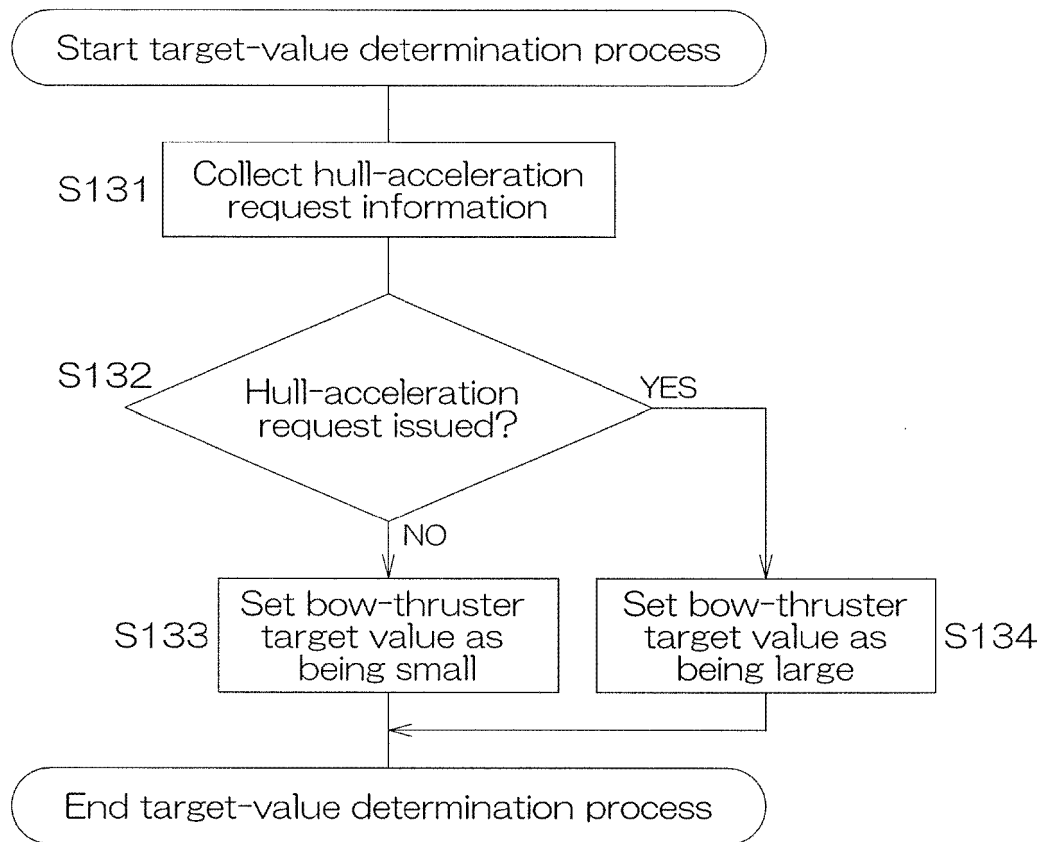 Start target-value determination process
S131
Collect hull-acceleration
request information
S132
Hull-acceleration
request issued?
YES
NO
S133
Set bow-thruster
target value as
being small
Set bow-thruster
target value as
being large
S134
End target-value determination process